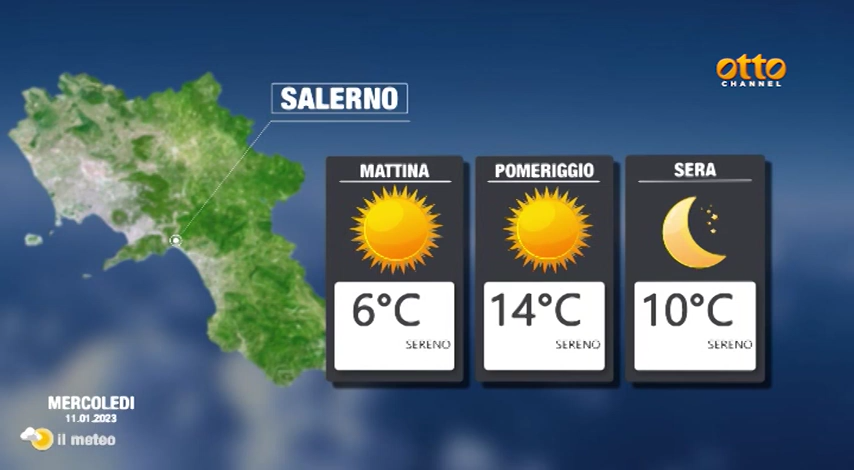 otto
CHANNEL
SALERNO
MATTINA
6°C
SERENO
POMERIGGIO
14°C
SERENO
SERA
10°C
SERENO
MERCOLEDI
11.01.2023
il meteo